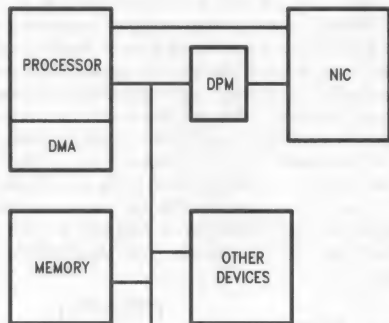 PROCESSOR
DPM
NIC
DMA
MEMORY
OTHER
DEVICES